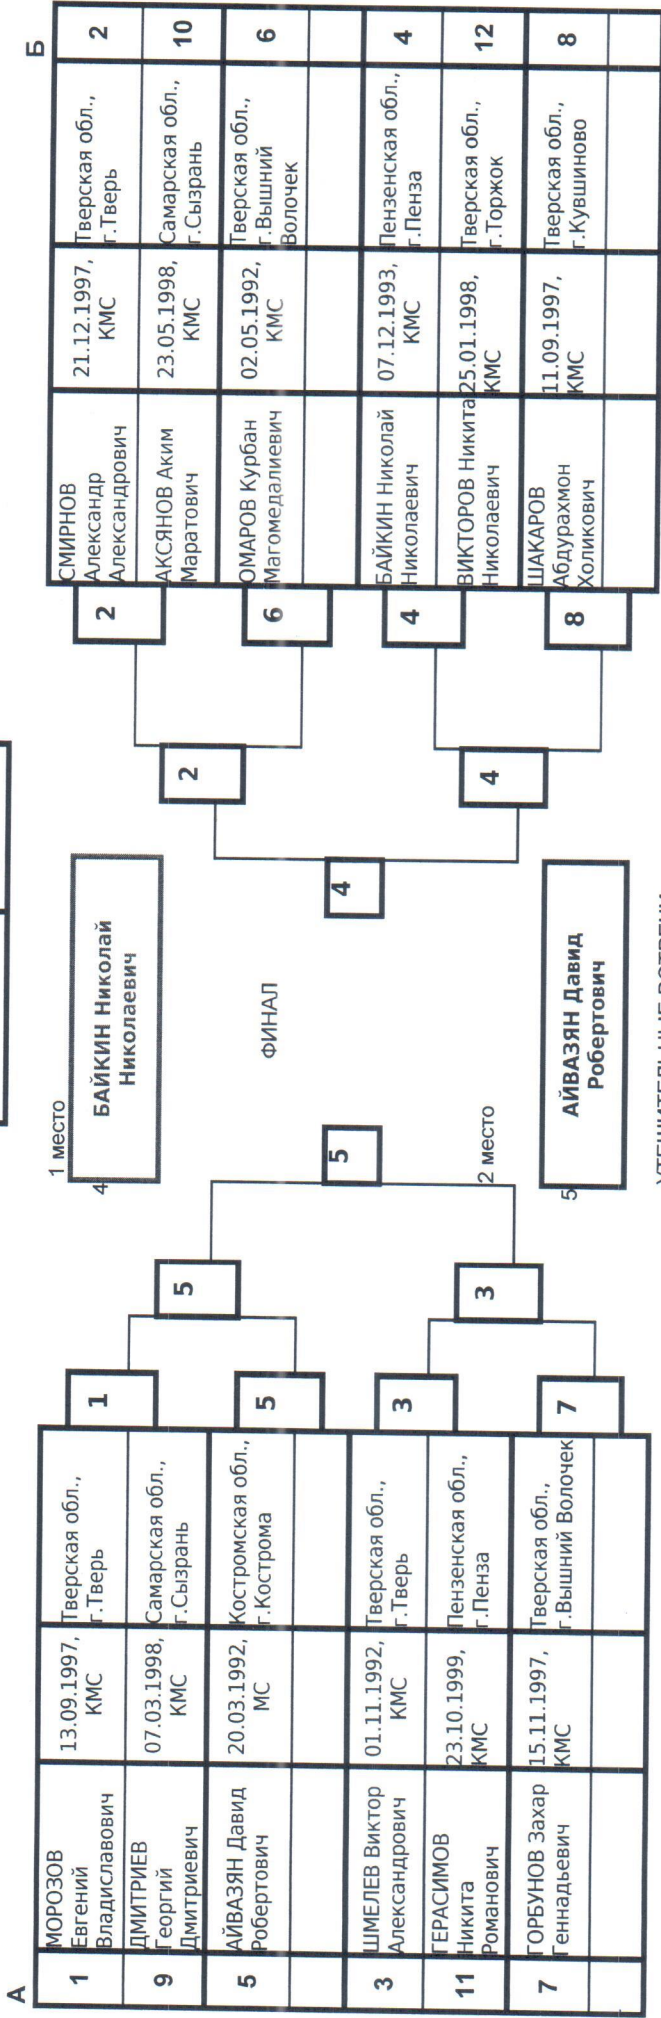 А
1
МОРОЗОВ
Евгений
Владиславович
13.09.1997,
КМС
Тверская обл.,
г.Тверь
9
ДМИТРИЕВ
Георгий
Дмитриевич
07.03.1998,
КМС
Самарская обл.,
г.Сызрань
5
АЙВАЗЯН Давид
Робертович
20.03.1992,
МС
Костромская обл.,
г.Кострома
3
ШМЕЛЕВ Виктор
Александрович
01.11.1992,
КМС
Тверская обл.,
г.Тверь
11
ГЕРАСИМОВ
Никита
Романович
23.10.1999,
КМС
Пензенская обл.,
г.Пенза
7
ГОРБУНОВ Захар
Геннадьевич
15.11.1997,
КМС
Тверская обл.,
г.Вышний Волочек
1
5
3
7
5
3
5
1 место
4
БАЙКИН Николай
Николаевич
ФИНАЛ
2 место
5
АЙВАЗЯН Давид
Робертович
4
2
4
2
6
4
8
Б
СМИРНОВ
Александр
Александрович
21.12.1997,
КМС
Тверская обл.,
г.Тверь
2
АКСЯНОВ Аким
Маратович
23.05.1998,
КМС
Самарская обл.,
г.Сызрань
10
ОМАРОВ Курбан
Магомедалиевич
02.05.1992,
КМС
Тверская обл.,
г.Вышний
Волочек
6
БАЙКИН Николай
Николаевич
07.12.1993,
КМС
Пензенская обл.,
г.Пенза
4
ВИКТОРОВ Никита
Николаевич
25.01.1998,
КМС
Тверская обл.,
г.Торжок
12
ШАКАРОВ
Абдурахмон
Холикович
11.09.1997,
КМС
Тверская обл.,
г.Кувшиново
8